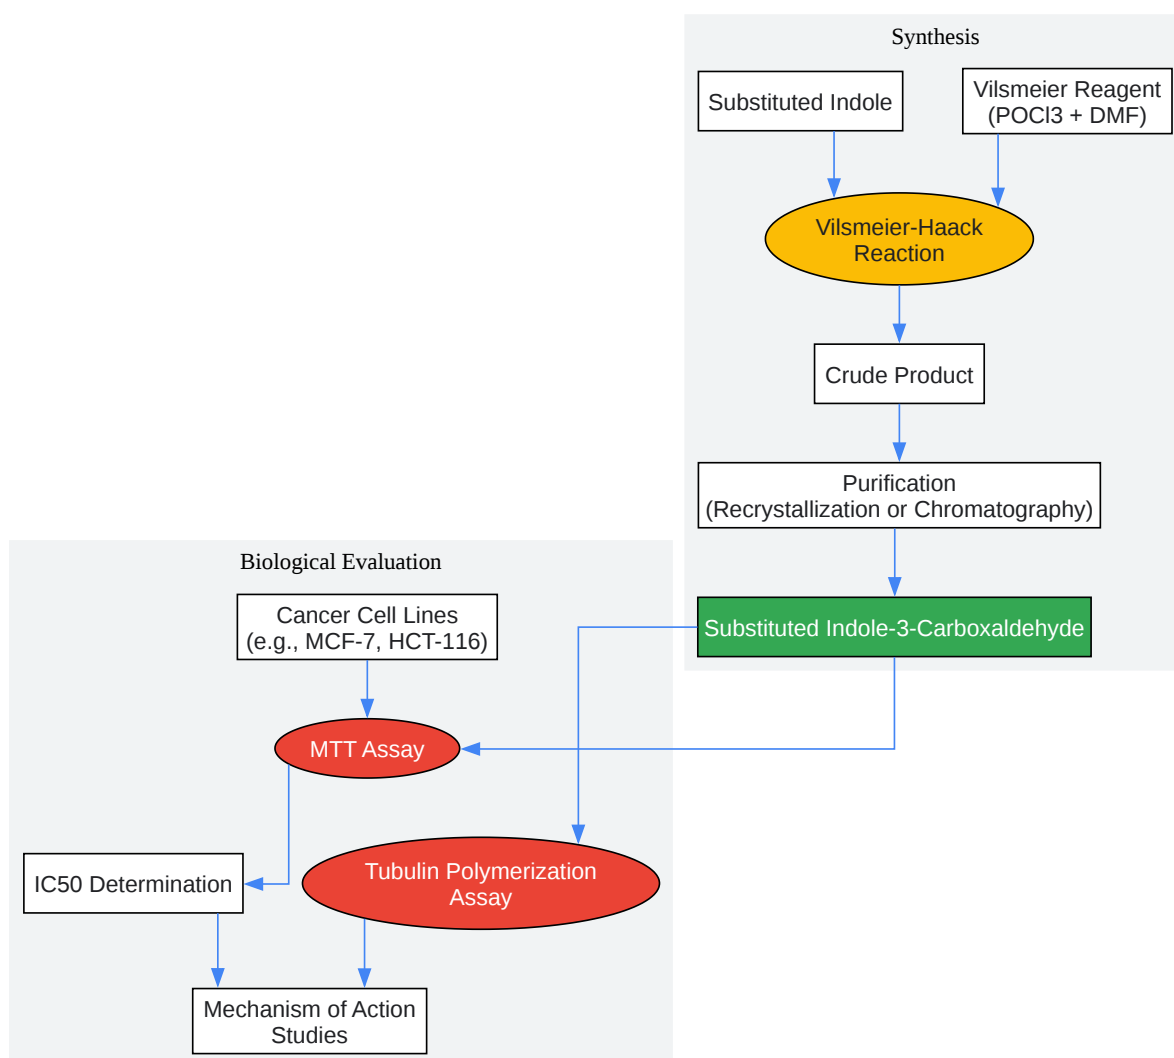 Synthesis
Substituted Indole
Vilsmeier Reagent
(POCl3 + DMF)
Vilsmeier-Haack
Reaction
Crude Product
Purification
(Recrystallization or Chromatography)
Substituted Indole-3-Carboxaldehyde
Biological Evaluation
Cancer Cell Lines
(e.g., MCF-7, HCT-116)
MTT Assay
Tubulin Polymerization
Assay
IC50 Determination
Mechanism of Action
Studies